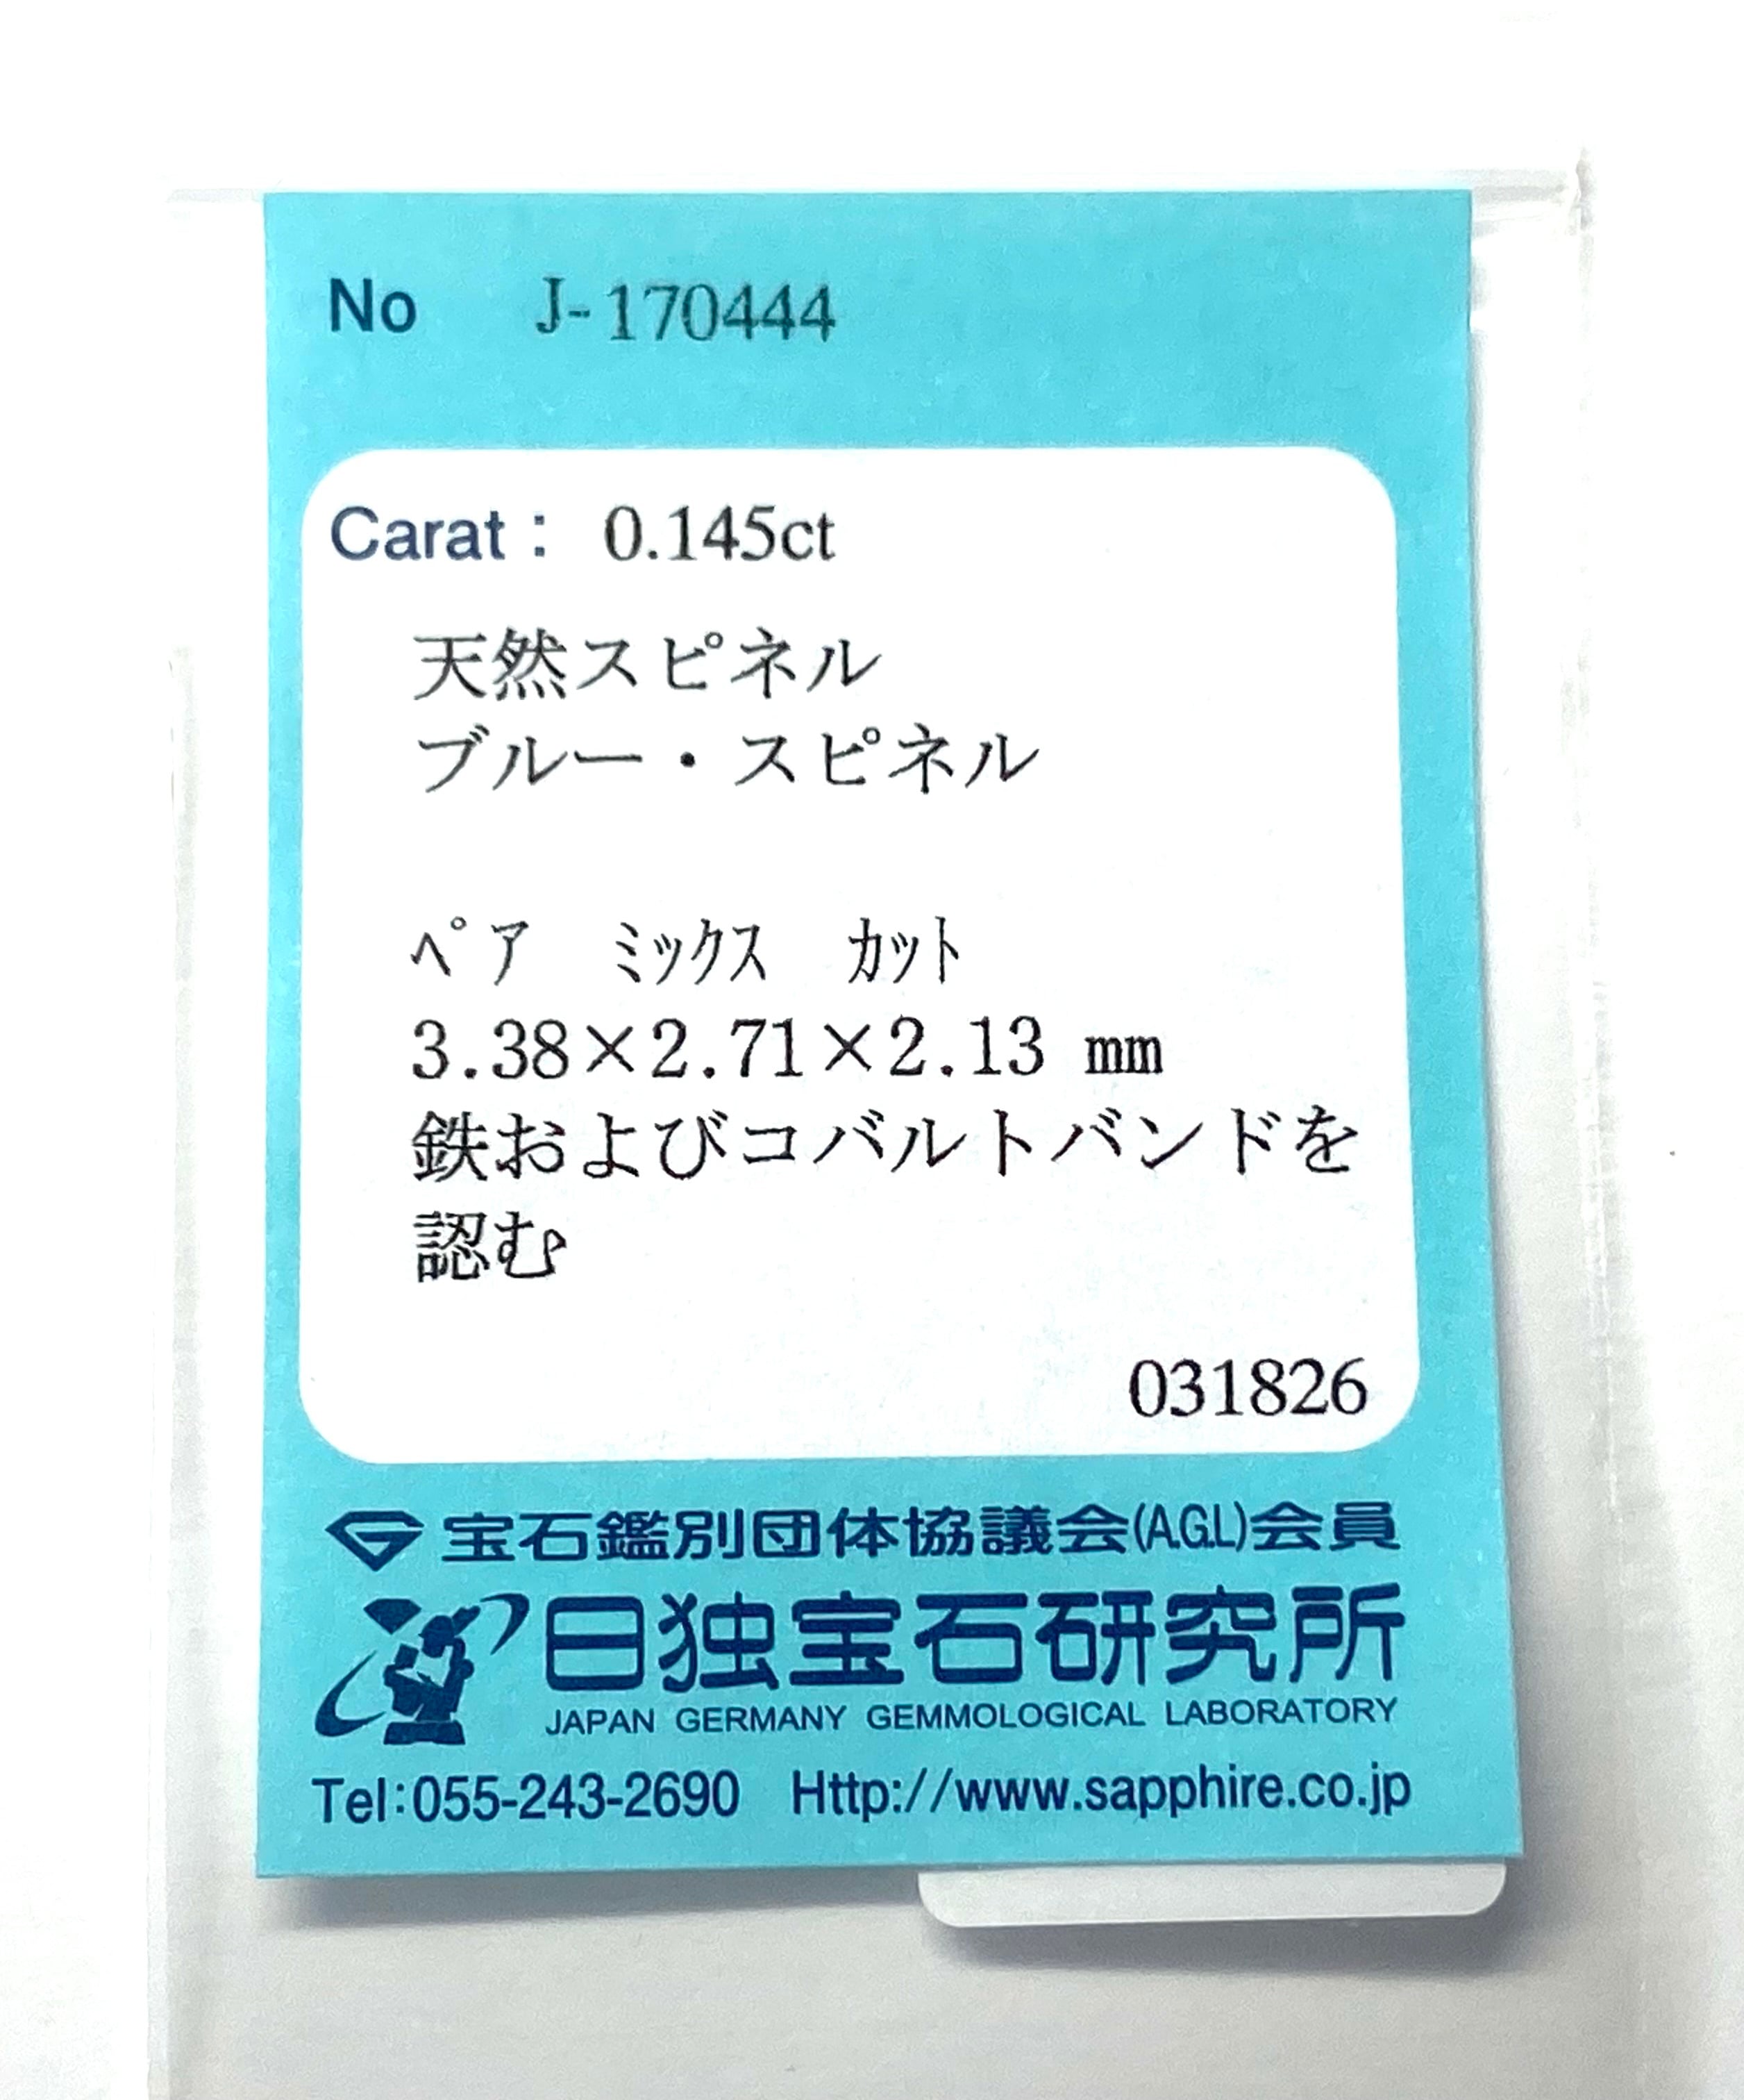 No J-170444
Carat: 0.145ct
天然スピネル
ブルー・スピネル
ﾍﾟｱ ﾐｯｸｽ ｶｯﾄ
3.38×2.71×2.13 mm
鉄およびコバルトバンドを
認む
031826
宝石鑑別団体協議会(A.G.L)会員
日独宝石研究所
JAPAN GERMANY GEMMOLOGICAL LABORATORY
Tel:055-243-2690 Http://www.sapphire.co.jp